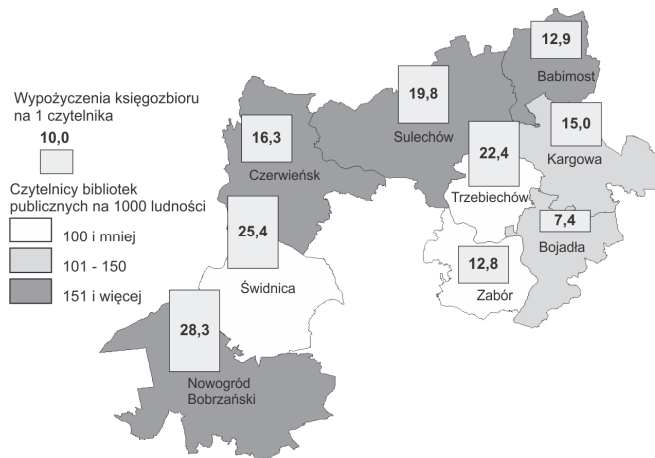 Wypożyczenia księgozbioru
na 1 czytelnika
10,0
Czytelnicy bibliotek
publicznych na 1000 ludności
100 i mniej
101 - 150
151 i więcej
12,9
Babimost
19,8
Sulechów
15,0
Kargowa
16,3
Czerwieńsk
22,4
Trzebiechów
7,4
Bojadła
25,4
Świdnica
12,8
Zabór
28,3
Nowogród
Bobrzański